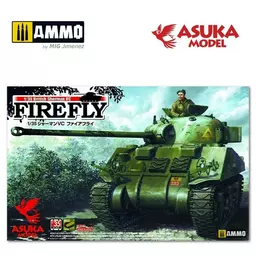 AMMO
by MIG Jimenez
ASUKA
MODEL
FIREFLY
1/35 シャーマンVC ファイアフライ
ASUKA
MODEL
AMMO